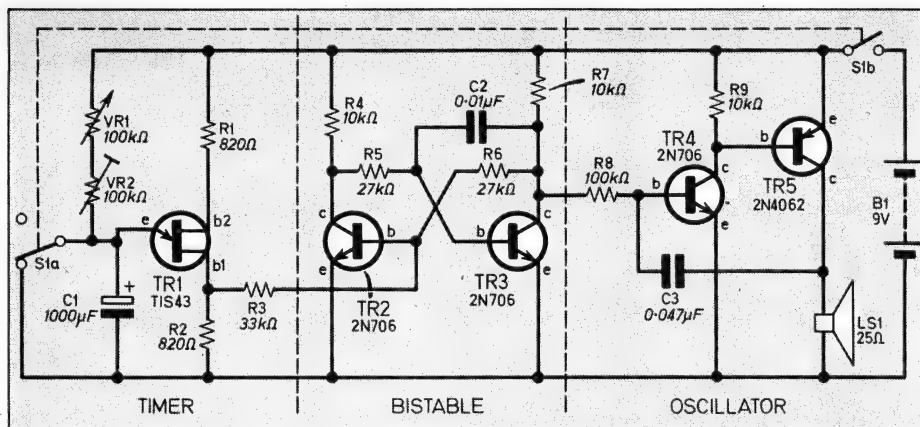 S1b
VR1
100kΩ
VR2
100kΩ
R1
820Ω
R4
10kΩ
C2
0·01µF
R7
10kΩ
R9
10kΩ
R5
27kΩ
R6
27kΩ
R8
100kΩ
TR4
2N706
TR5
2N4062
B1
9V
S1a
C1
1000µF
+
e
b2
b1
TR1
TIS43
R2
820Ω
R3
33kΩ
c
b
e
TR2
2N706
b
c
e
TR3
2N706
b
c
e
b
e
c
C3
0·047µF
LS1
25Ω
TIMER
BISTABLE
OSCILLATOR